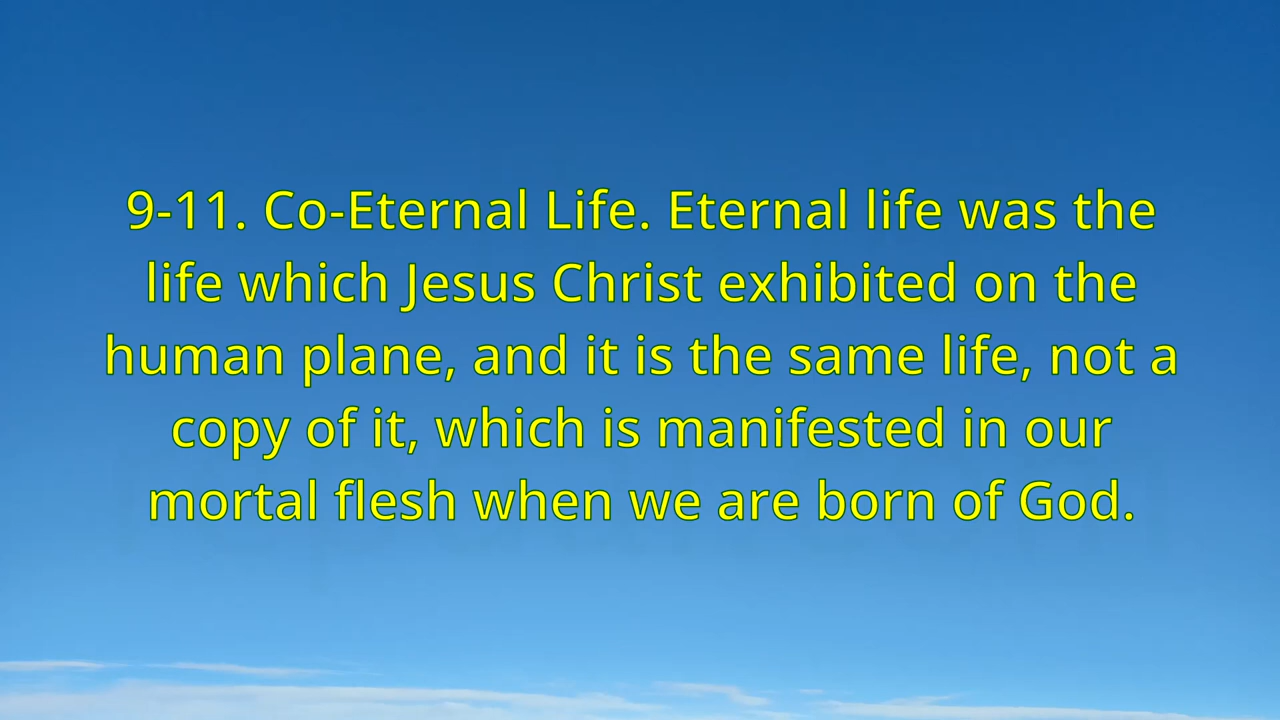 9-11. Co-Eternal Life. Eternal life was the
life which Jesus Christ exhibited on the
human plane, and it is the same life, not a
copy of it, which is manifested in our
mortal flesh when we are born of God.